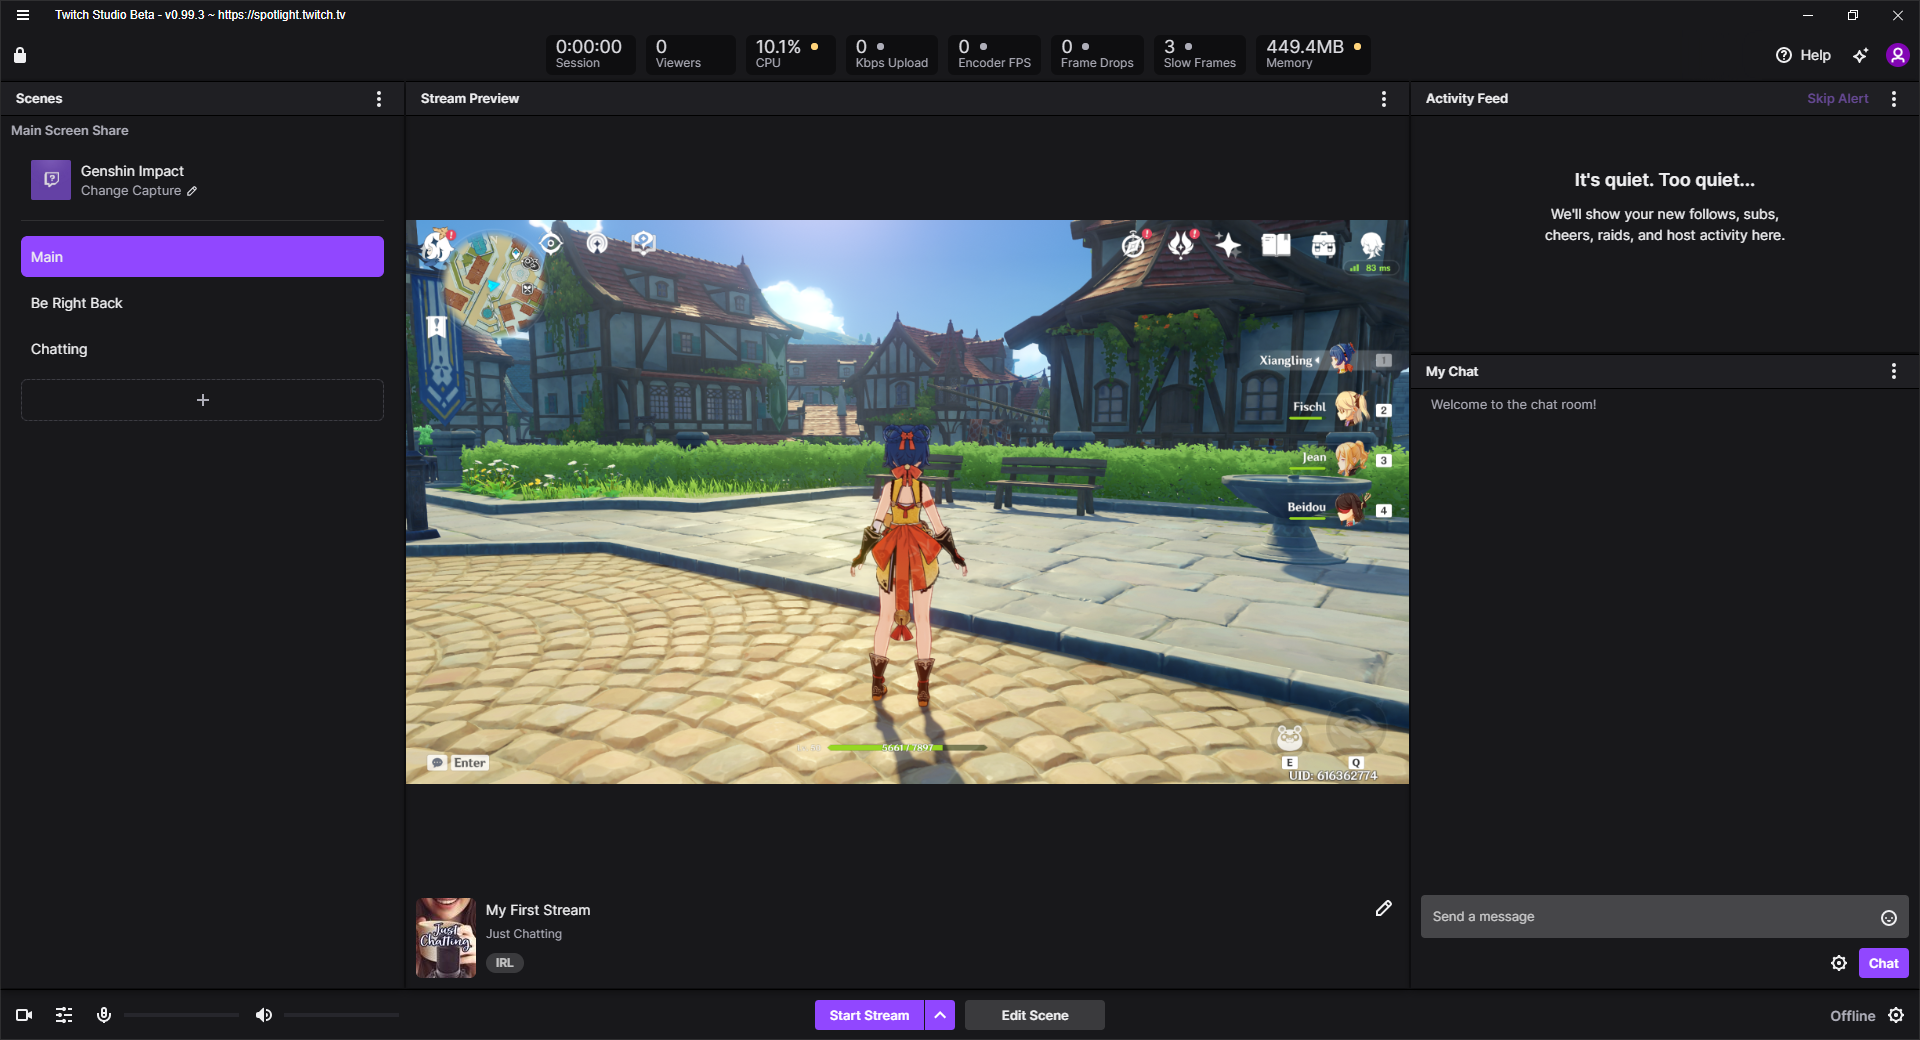 Twitch Studio Beta - v0.99.3 ~ https://spotlight.twitch.tv
0:00:00
Session
0
Viewers
10.1%
CPU
0
Kbps Upload
0
Encoder FPS
0
Frame Drops
3
Slow Frames
449.4MB
Memory
Help
Scenes
Main Screen Share
Genshin Impact
Change Capture
Main
Be Right Back
Chatting
Stream Preview
83 ms
Xiangling
1
Fischl
2
Jean
3
Beidou
4
5661 / 7897
Enter
E
Q
UID: 616362774
Just
Chatting
My First Stream
Just Chatting
IRL
Activity Feed
Skip Alert
It's quiet. Too quiet...
We'll show your new follows, subs,
cheers, raids, and host activity here.
My Chat
Welcome to the chat room!
Send a message
Chat
Start Stream
Edit Scene
Offline